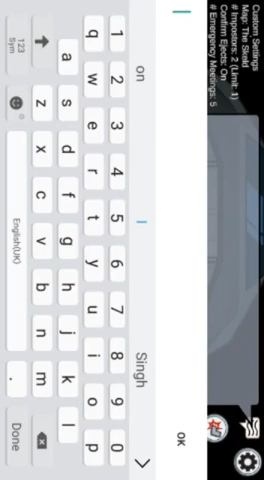 Custom Settings
Map: The Skeld
# Impostors: 2 (Limit: 1)
Confirm Ejects: On
# Emergency Meetings: 5
OK
on I Singh
1 2 3 4 5 6 7 8 9 0
q w e r t y u i o p
a s d f g h j k l
z x c v b n m
123
Sym
English(UK)
.
Done